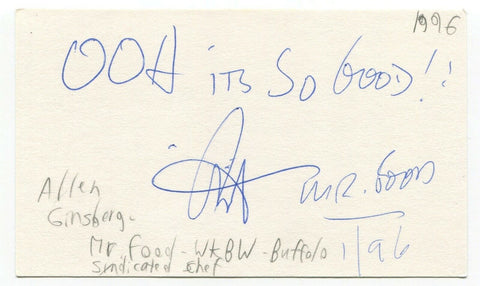 1996
OOH iTS SO GOOD!!
MR. FOOD
1/96
Allen
Ginsberg-
Mr. Food - WKBW - Buffalo
Syndicated Chef